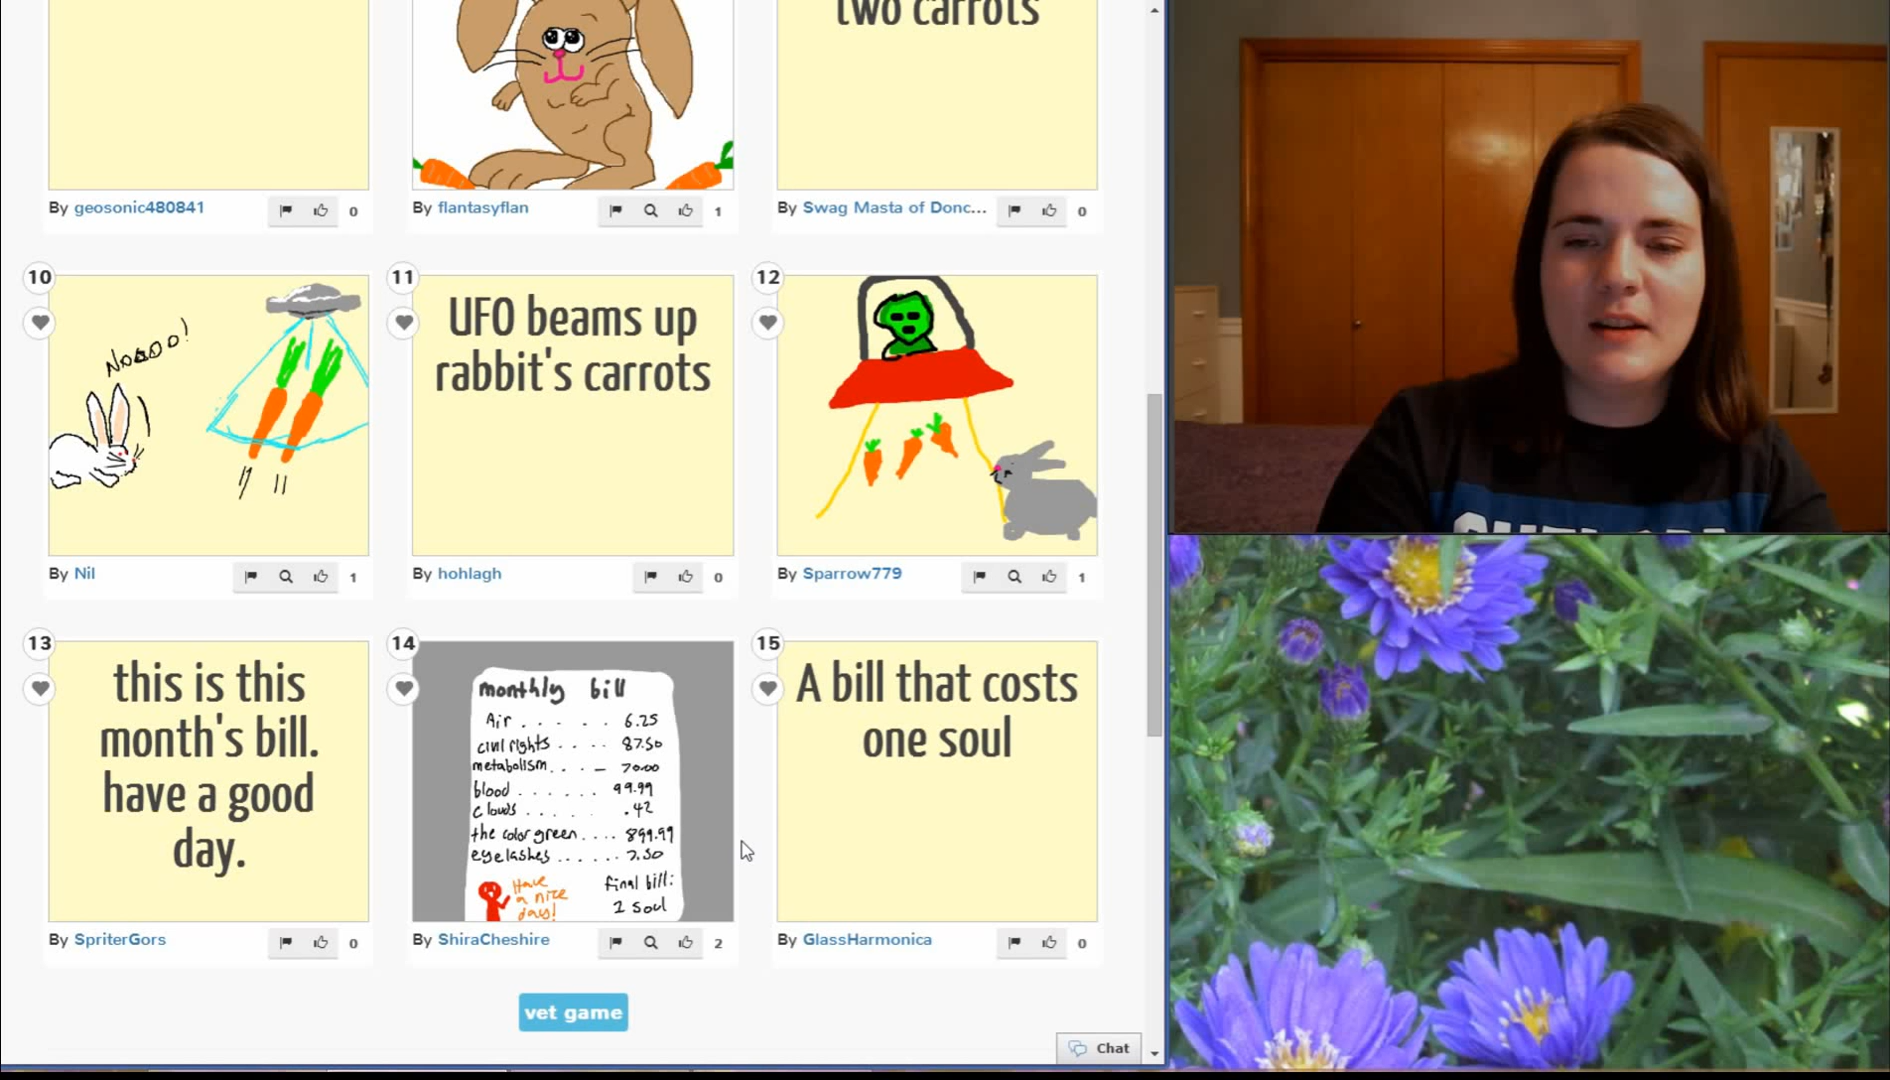 two carrots
By geosonic480841
0
By flantasyflan
1
By Swag Masta of Donc...
0
10
Noooo!
By Nil
1
11
UFO beams up
rabbit's carrots
By hohlagh
0
12
By Sparrow779
1
13
this is this
month's bill.
have a good
day.
By SpriterGors
0
14
monthly bill
Air . . . . . . 6.25
civil rights . . . . 87.50
metabolism. . . – 70.00
blood . . . . . . 99.99
clouds . . . . . .42
the color green . . . . 899.99
eyelashes . . . . . . 7.50
Have
a nice
day!
final bill:
2 soul
By ShiraCheshire
2
15
A bill that costs
one soul
By GlassHarmonica
0
vet game
Chat